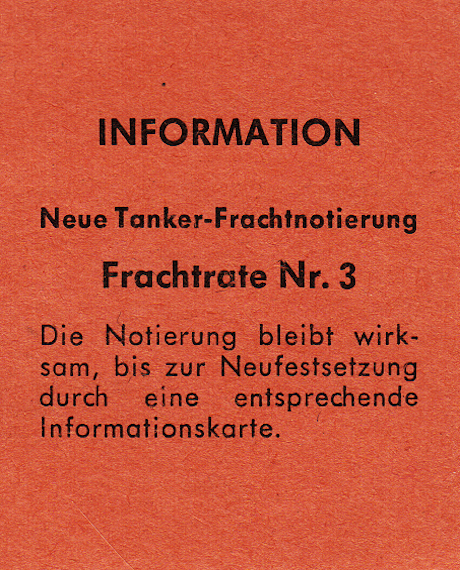 INFORMATION
Neue Tanker-Frachtnotierung
Frachtrate Nr. 3
Die Notierung bleibt wirk-
sam, bis zur Neufestsetzung
durch eine entsprechende
Informationskarte.